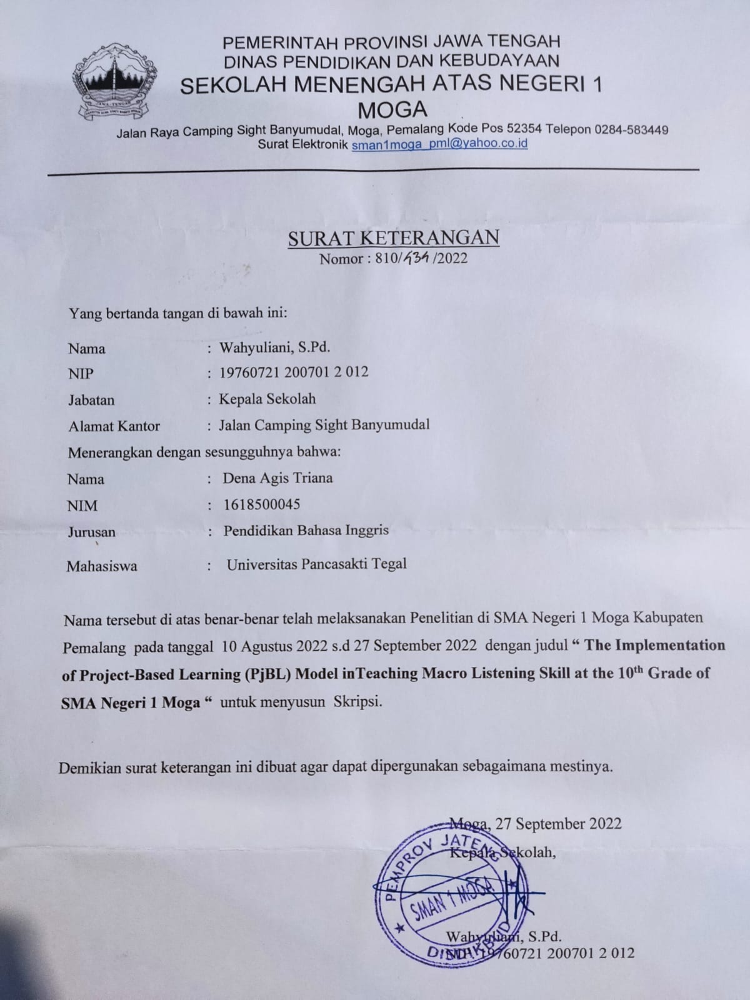 PEMERINTAH PROVINSI JAWA TENGAH
DINAS PENDIDIKAN DAN KEBUDAYAAN
SEKOLAH MENENGAH ATAS NEGERI 1
MOGA
Jalan Raya Camping Sight Banyumudal, Moga, Pemalang Kode Pos 52354 Telepon 0284-583449
Surat Elektronik sman1moga_pml@yahoo.co.id
JAWA-TENGAH
SURAT KETERANGAN
Nomor : 810/434/2022
Yang bertanda tangan di bawah ini:
Nama : Wahyuliani, S.Pd.
NIP : 19760721 200701 2 012
Jabatan : Kepala Sekolah
Alamat Kantor : Jalan Camping Sight Banyumudal
Menerangkan dengan sesungguhnya bahwa:
Nama : Dena Agis Triana
NIM : 1618500045
Jurusan : Pendidikan Bahasa Inggris
Mahasiswa : Universitas Pancasakti Tegal
Nama tersebut di atas benar-benar telah melaksanakan Penelitian di SMA Negeri 1 Moga Kabupaten
Pemalang pada tanggal 10 Agustus 2022 s.d 27 September 2022 dengan judul “ The Implementation
of Project-Based Learning (PjBL) Model inTeaching Macro Listening Skill at the 10th Grade of
SMA Negeri 1 Moga “ untuk menyusun Skripsi.
Demikian surat keterangan ini dibuat agar dapat dipergunakan sebagaimana mestinya.
Moga, 27 September 2022
Kepala Sekolah,
PEMPROV JATENG
SMAN 1 MOGA
DINDIKBUD
Wahyuliani, S.Pd.
NIP. 19760721 200701 2 012